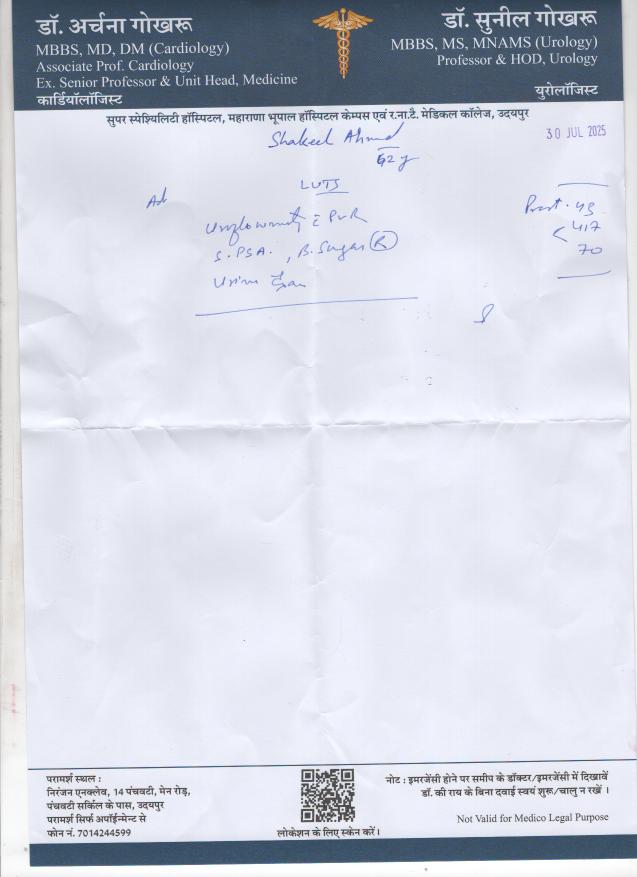 डॉ. अर्चना गोखरू
MBBS, MD, DM (Cardiology)
Associate Prof. Cardiology
Ex. Senior Professor & Unit Head, Medicine
कार्डियॉलॉजिस्ट
डॉ. सुनील गोखरू
MBBS, MS, MNAMS (Urology)
Professor & HOD, Urology
युरोलॉजिस्ट
सुपर स्पेश्यिलिटी हॉस्पिटल, महाराणा भूपाल हॉस्पिटल केम्पस एवं र.ना.टै. मेडिकल कॉलेज, उदयपुर
30 JUL 2025
Shakeel Ahmed
62 y
LUTS
Ad
Uroflowmetry c PVR
S. PSA. , B. Sugar (R)
Urine
Prost. 43
< 417
70
परामर्श स्थल :
निरंजन एनक्लेव, 14 पंचवटी, मेन रोड़,
पंचवटी सर्किल के पास, उदयपुर
परामर्श सिर्फ अपॉईन्मेन्ट से
फोन नं. 7014244599
लोकेशन के लिए स्केन करें।
नोट : इमरजेंसी होने पर समीप के डॉक्टर/इमरजेंसी में दिखावें
डॉ. की राय के बिना दवाई स्वयं शुरू/चालु न रखें ।
Not Valid for Medico Legal Purpose